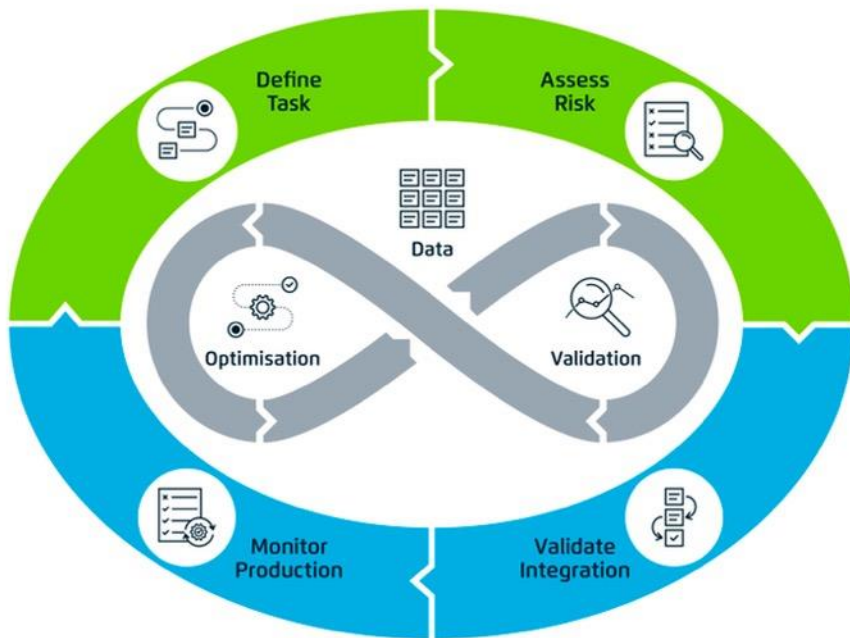 Define
Task
Assess
Risk
Data
Optimisation
Validation
Monitor
Production
Validate
Integration